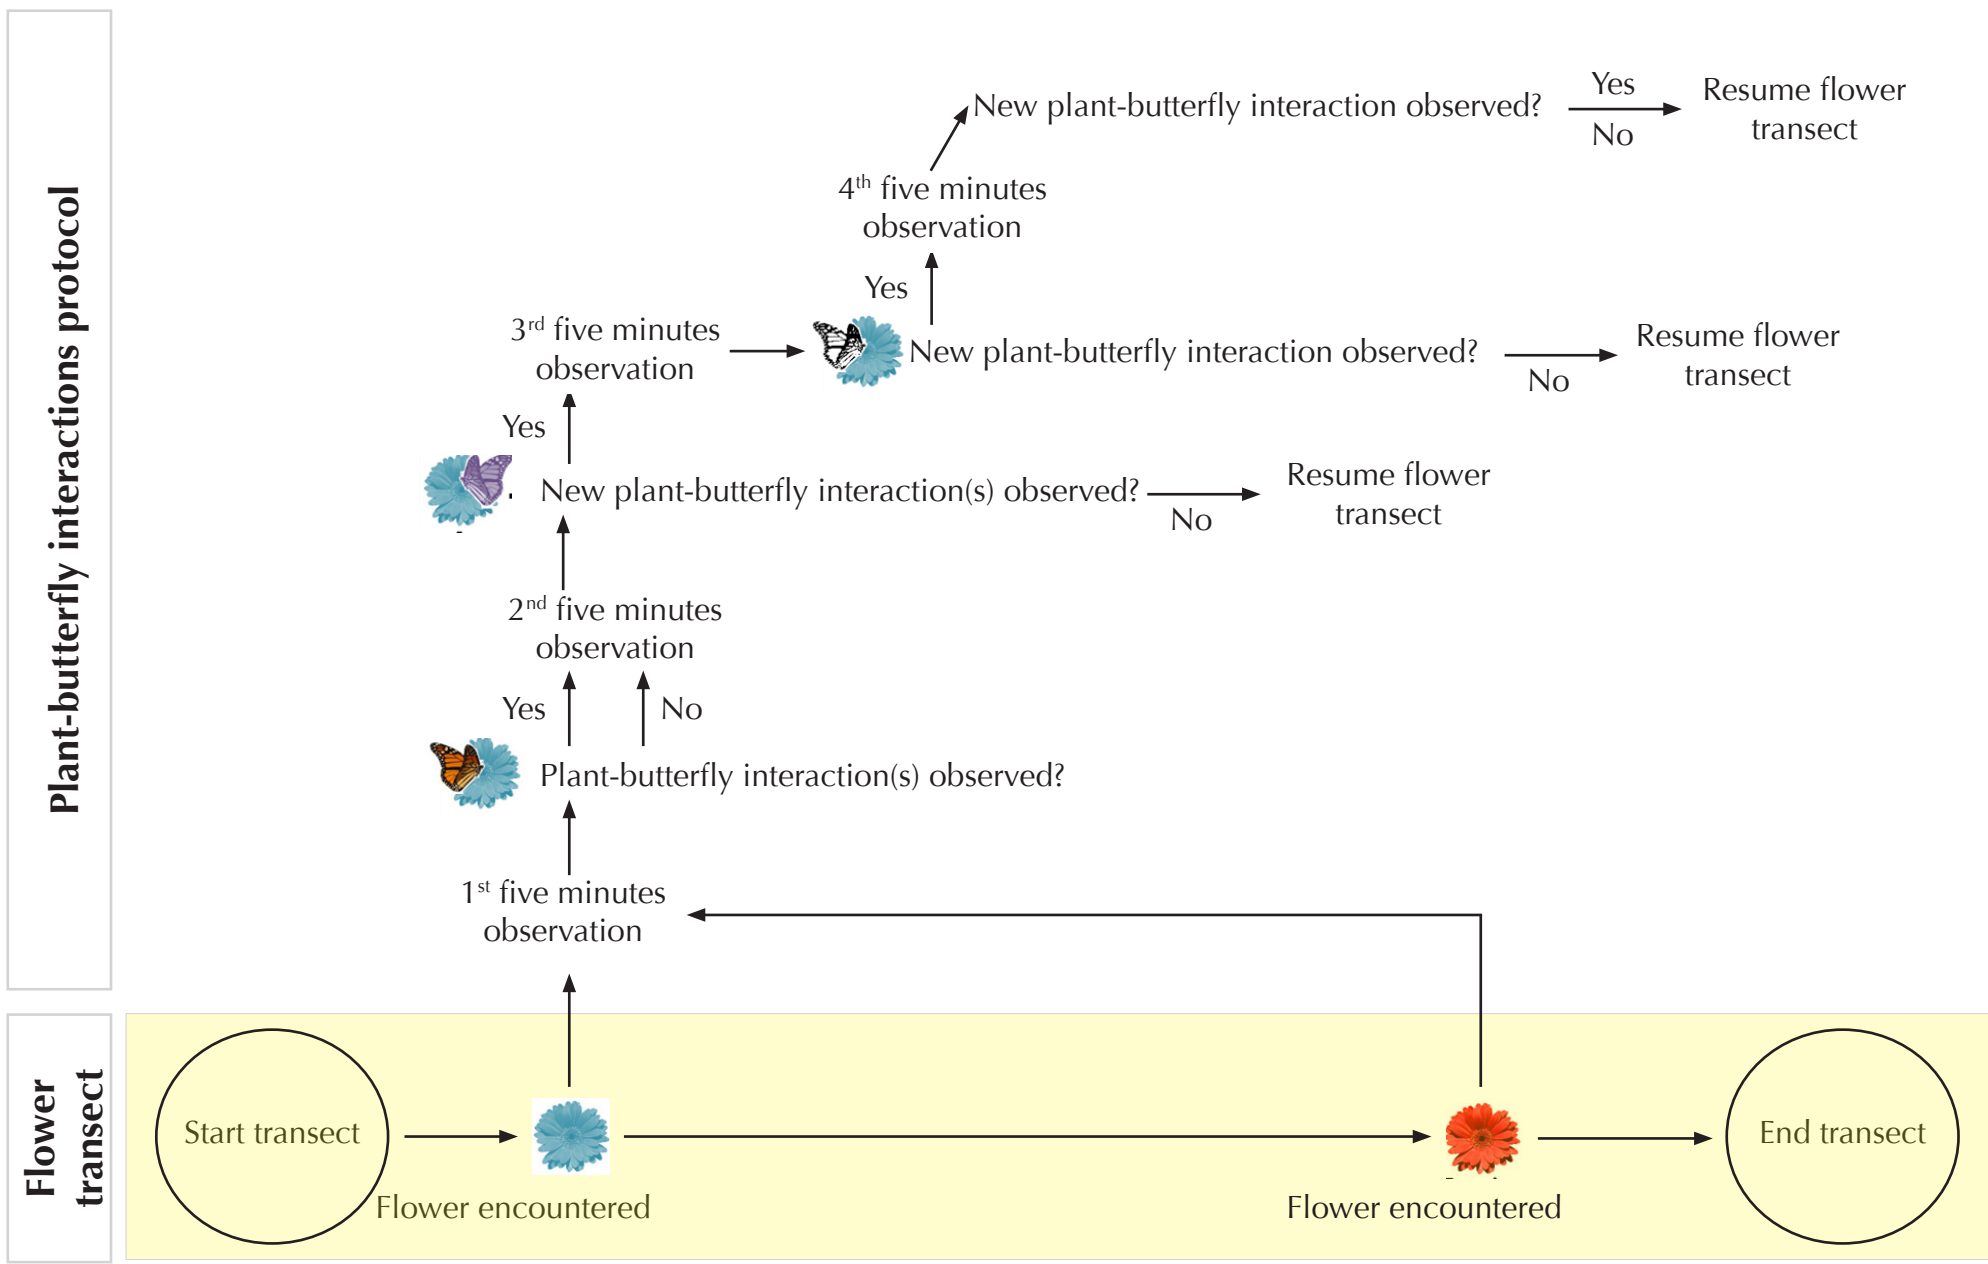 Plant-butterfly interactions protocol
Yes
New plant-butterfly interaction observed?
No
Resume flower
transect
4th five minutes
observation
Yes
3rd five minutes
observation
New plant-butterfly interaction observed?
No
Resume flower
transect
Yes
New plant-butterfly interaction(s) observed?
No
Resume flower
transect
2nd five minutes
observation
Yes
No
Plant-butterfly interaction(s) observed?
1st five minutes
observation
Flower
transect
Start transect
End transect
Flower encountered
Flower encountered